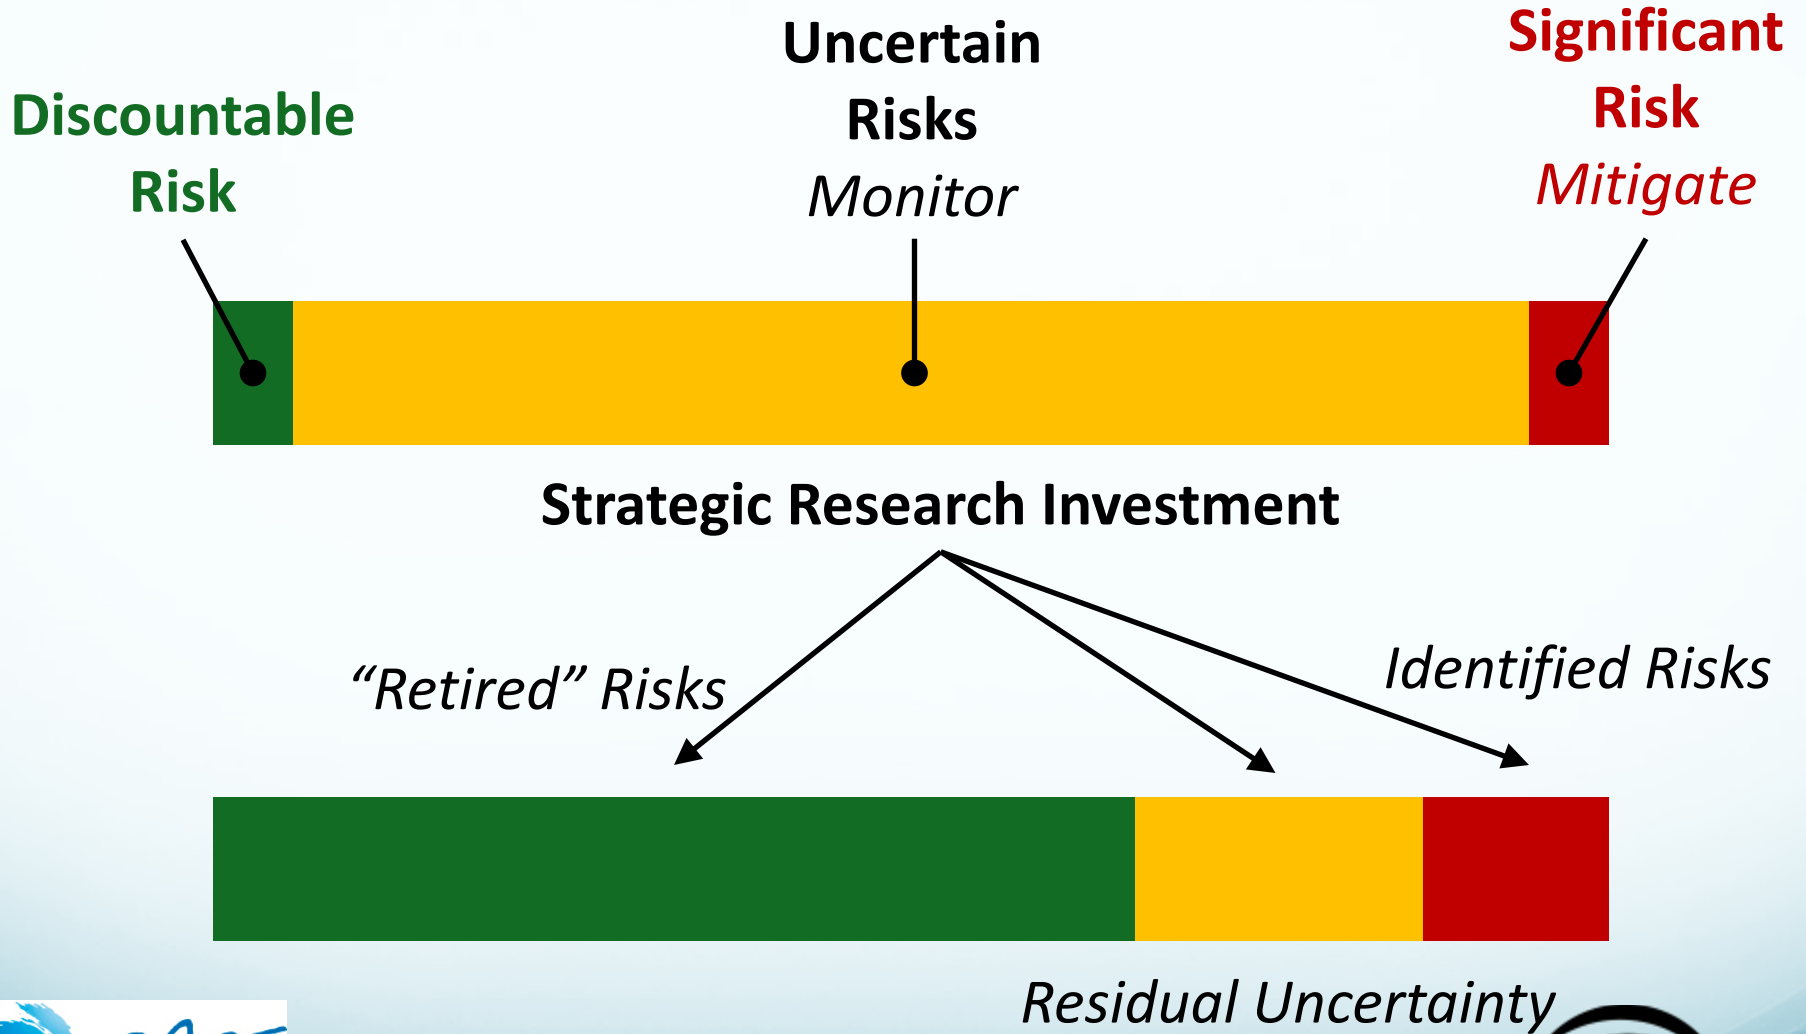 Discountable
Risk
Uncertain
Risks
Monitor
Significant
Risk
Mitigate
Strategic Research Investment
“Retired” Risks
Identified Risks
Residual Uncertainty